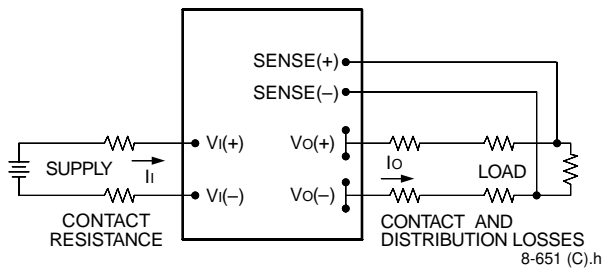 SENSE(+)
SENSE(–)
VI(+)
VO(+)
IO
SUPPLY
II
LOAD
VI(–)
VO(–)
CONTACT
RESISTANCE
CONTACT AND
DISTRIBUTION LOSSES
8-651 (C).h